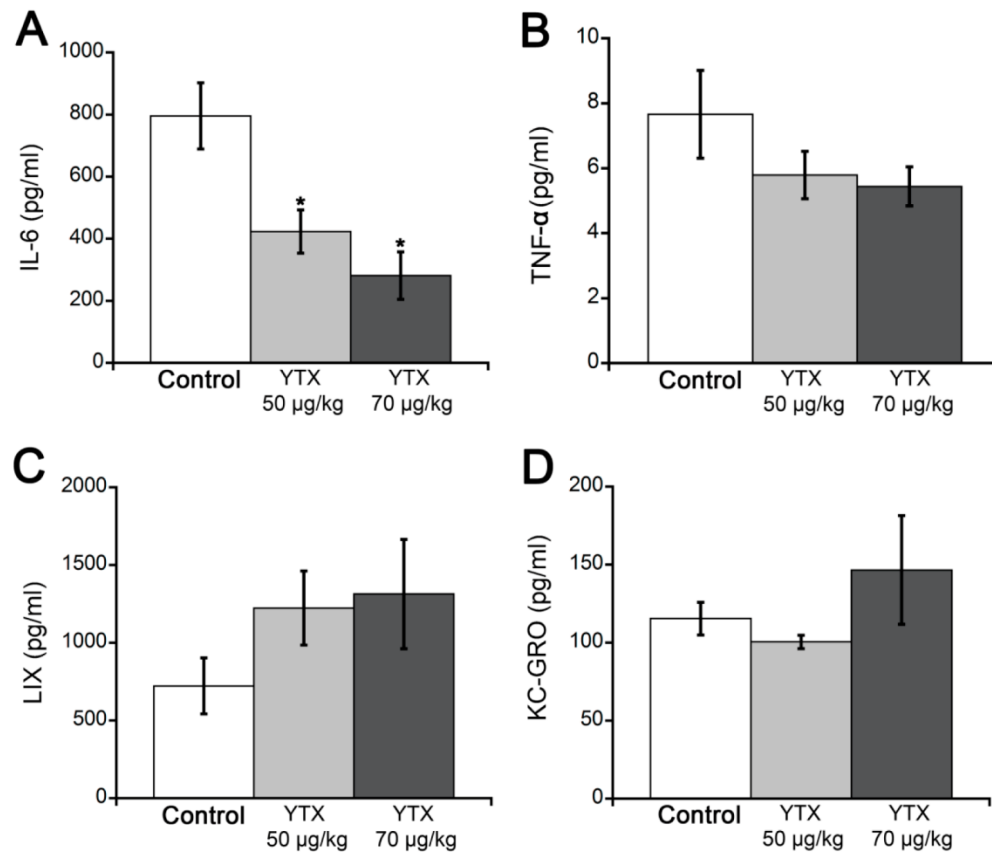 A
IL-6 (pg/ml)
1000
800
600
400
200
0
*
*
Control
YTX
50 µg/kg
YTX
70 µg/kg
B
TNF-α(pg/ml)
10
8
6
4
2
0
Control
YTX
50 µg/kg
YTX
70 µg/kg
C
LIX (pg/ml)
2000
1500
1000
500
0
Control
YTX
50 µg/kg
YTX
70 µg/kg
D
KC-GRO (pg/ml)
200
150
100
50
0
Control
YTX
50 µg/kg
YTX
70 µg/kg